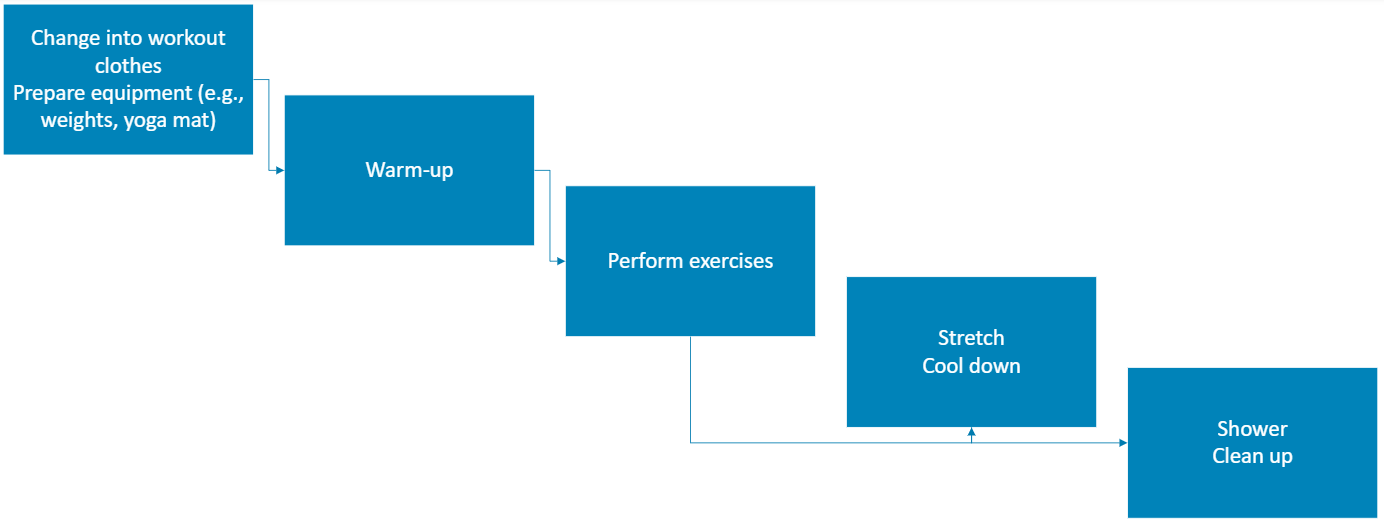 Change into workout
clothes
Prepare equipment (e.g.,
weights, yoga mat)
Warm-up
Perform exercises
Stretch
Cool down
Shower
Clean up